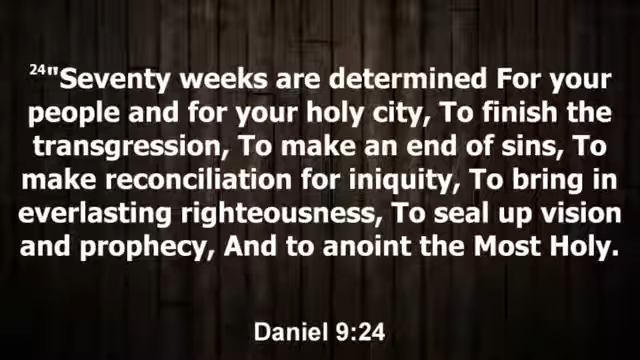 24"Seventy weeks are determined For your
people and for your holy city, To finish the
transgression, To make an end of sins, To
make reconciliation for iniquity, To bring in
everlasting righteousness, To seal up vision
and prophecy, And to anoint the Most Holy.
Daniel 9:24